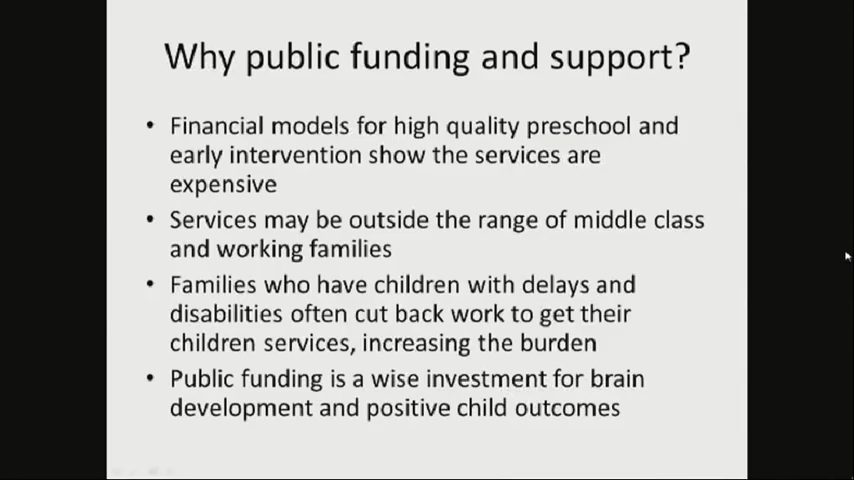 Why public funding and support?
• Financial models for high quality preschool and
early intervention show the services are
expensive
• Services may be outside the range of middle class
and working families
• Families who have children with delays and
disabilities often cut back work to get their
children services, increasing the burden
• Public funding is a wise investment for brain
development and positive child outcomes